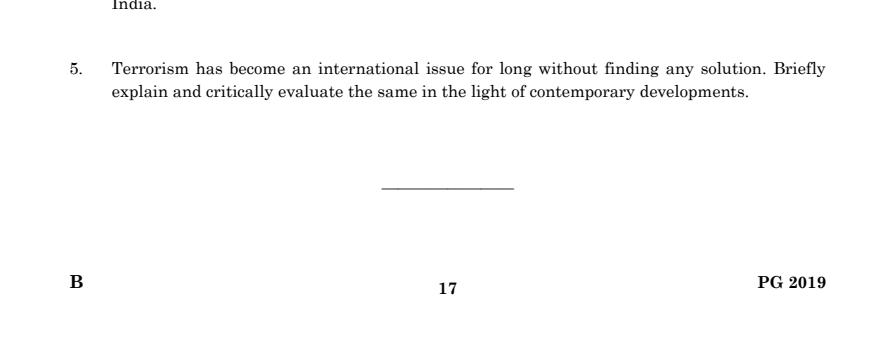 India.
5. Terrorism has become an international issue for long without finding any solution. Briefly
explain and critically evaluate the same in the light of contemporary developments.
B
17
PG 2019